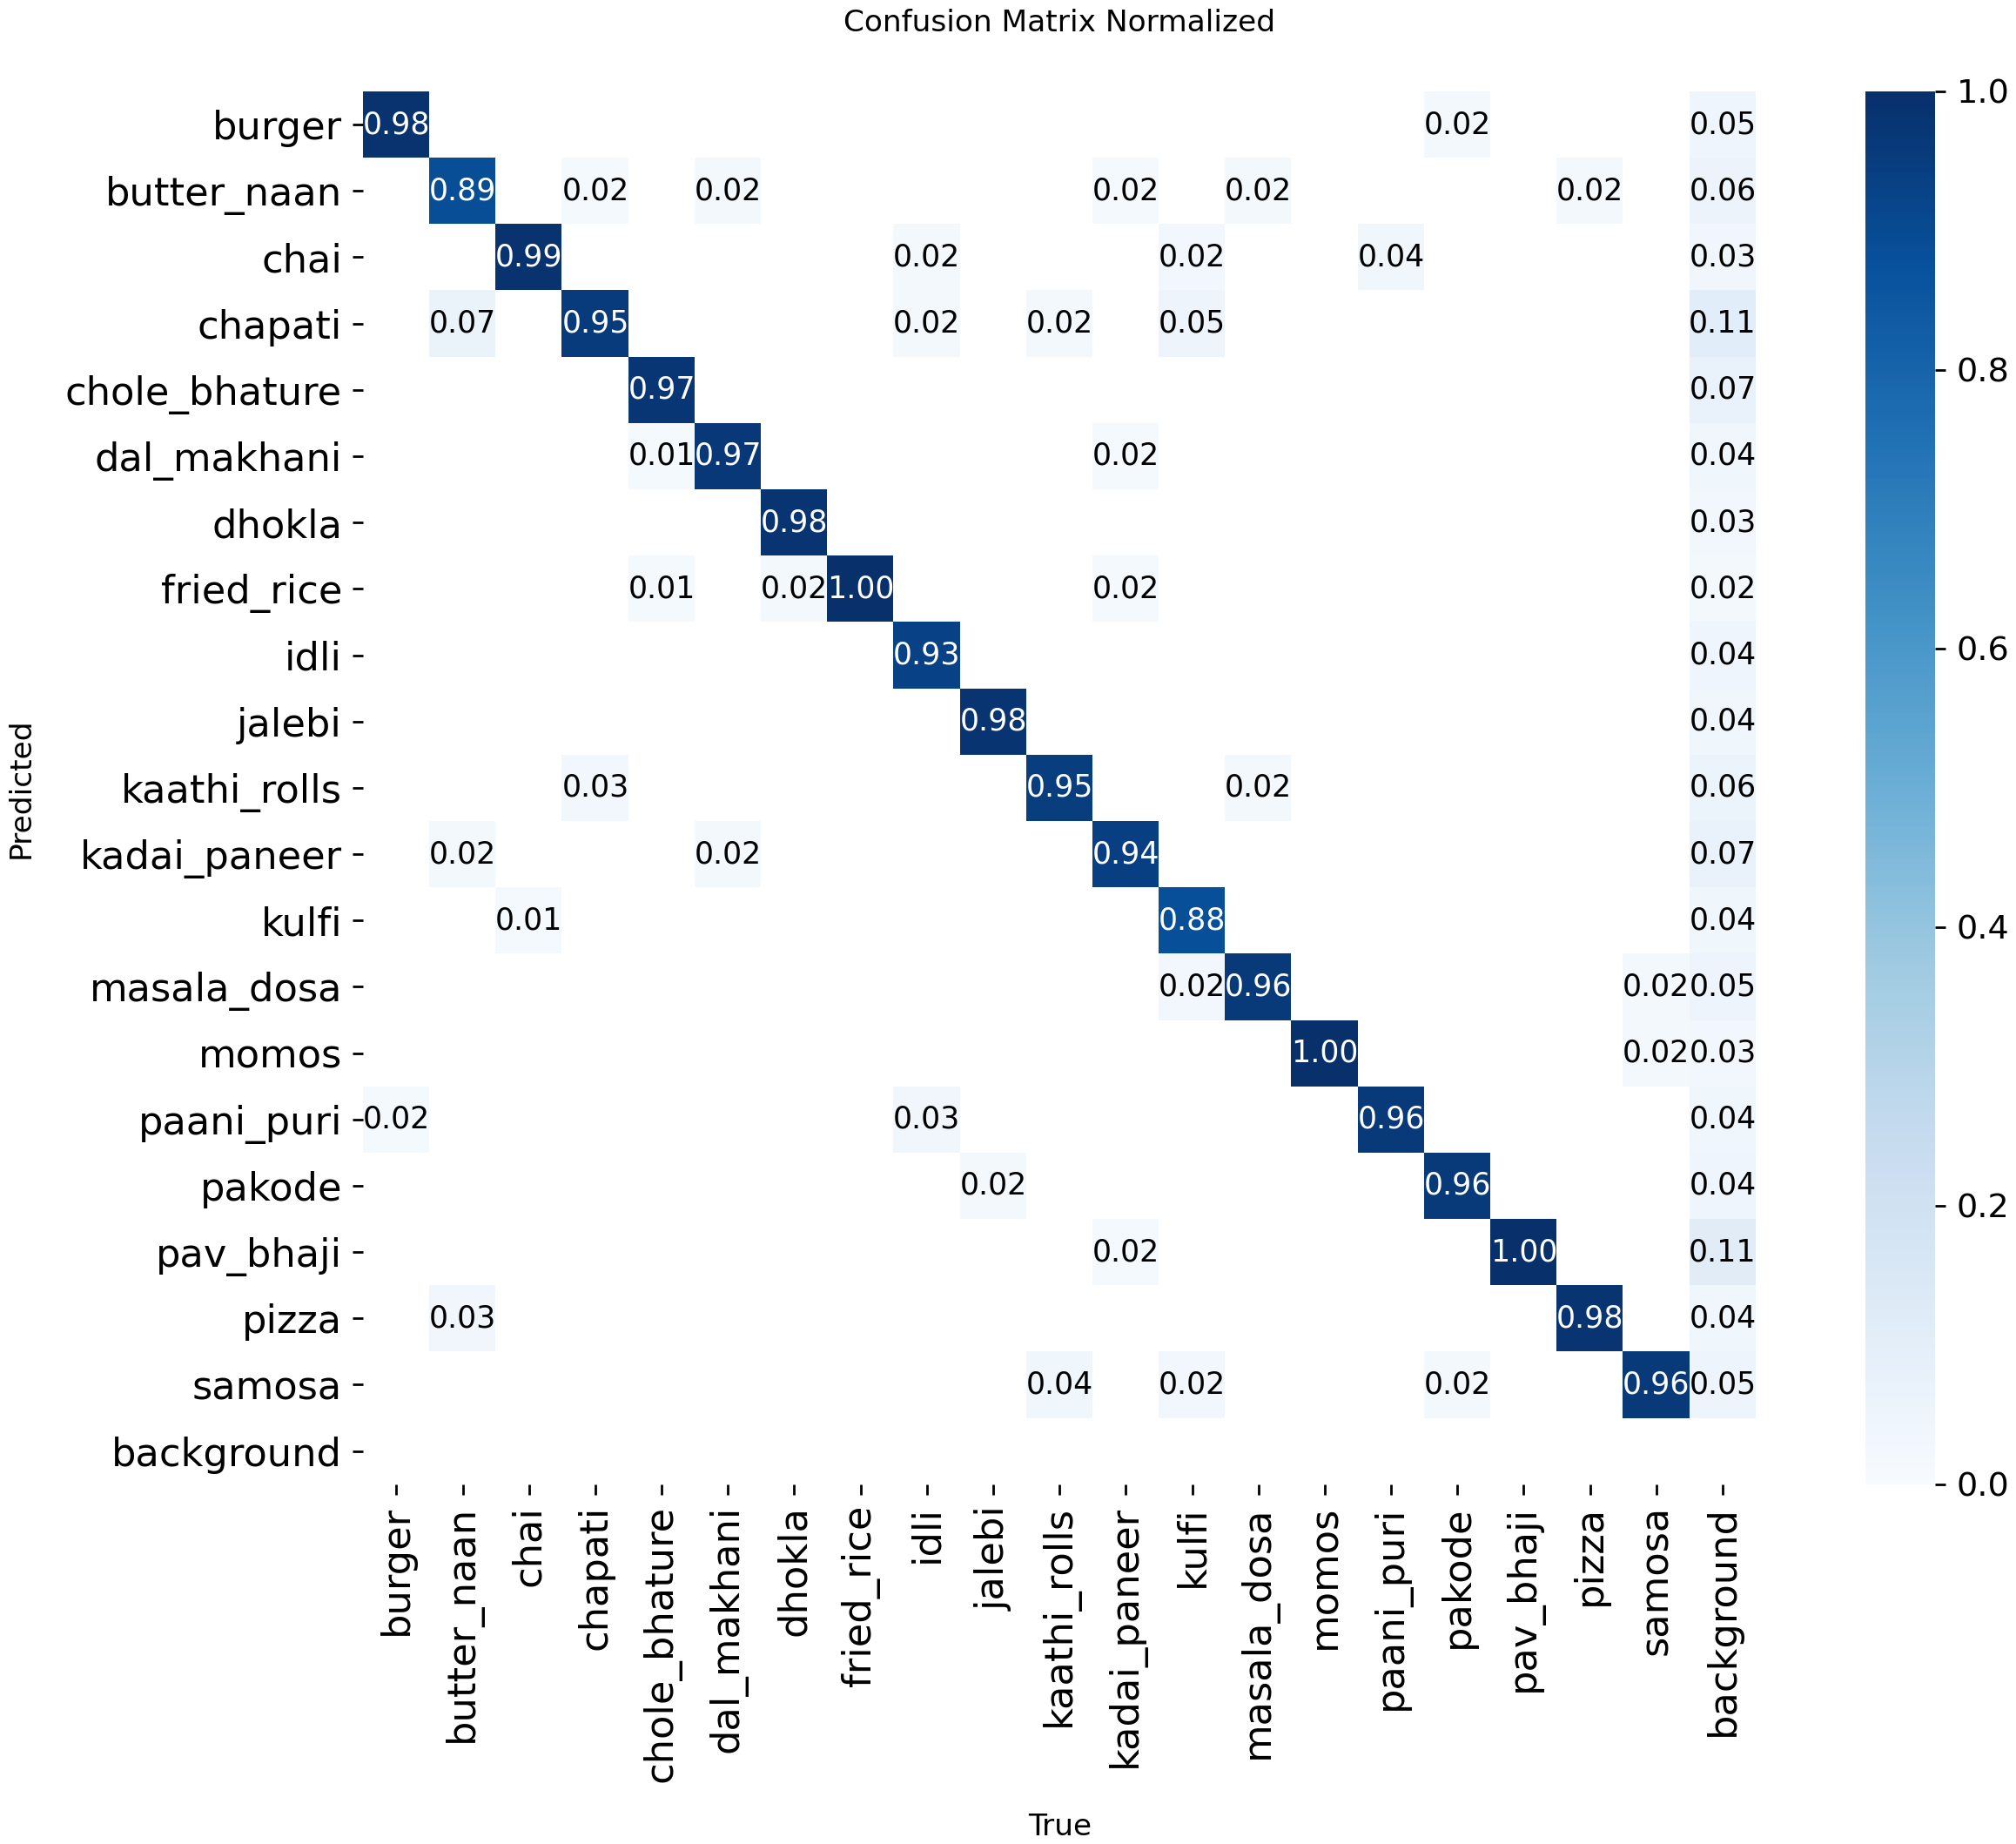 Confusion Matrix Normalized
burger 0.98 0.02 0.05
butter_naan 0.89 0.02 0.02 0.02 0.02 0.02 0.06
chai 0.99 0.02 0.02 0.04 0.03
chapati 0.07 0.95 0.02 0.02 0.05 0.11
chole_bhature 0.97 0.07
dal_makhani 0.01 0.97 0.02 0.04
dhokla 0.98 0.03
fried_rice 0.01 0.02 1.00 0.02 0.02
idli 0.93 0.04
jalebi 0.98 0.04
kaathi_rolls 0.03 0.95 0.02 0.06
kadai_paneer 0.02 0.02 0.94 0.07
kulfi 0.01 0.88 0.04
masala_dosa 0.02 0.96 0.02 0.05
momos 1.00 0.02 0.03
paani_puri 0.02 0.03 0.96 0.04
pakode 0.02 0.96 0.04
pav_bhaji 0.02 1.00 0.11
pizza 0.03 0.98 0.04
samosa 0.04 0.02 0.02 0.96 0.05
background
Predicted
burger
butter_naan
chai
chapati
chole_bhature
dal_makhani
dhokla
fried_rice
idli
jalebi
kaathi_rolls
kadai_paneer
kulfi
masala_dosa
momos
paani_puri
pakode
pav_bhaji
pizza
samosa
background
True
1.0
0.8
0.6
0.4
0.2
0.0